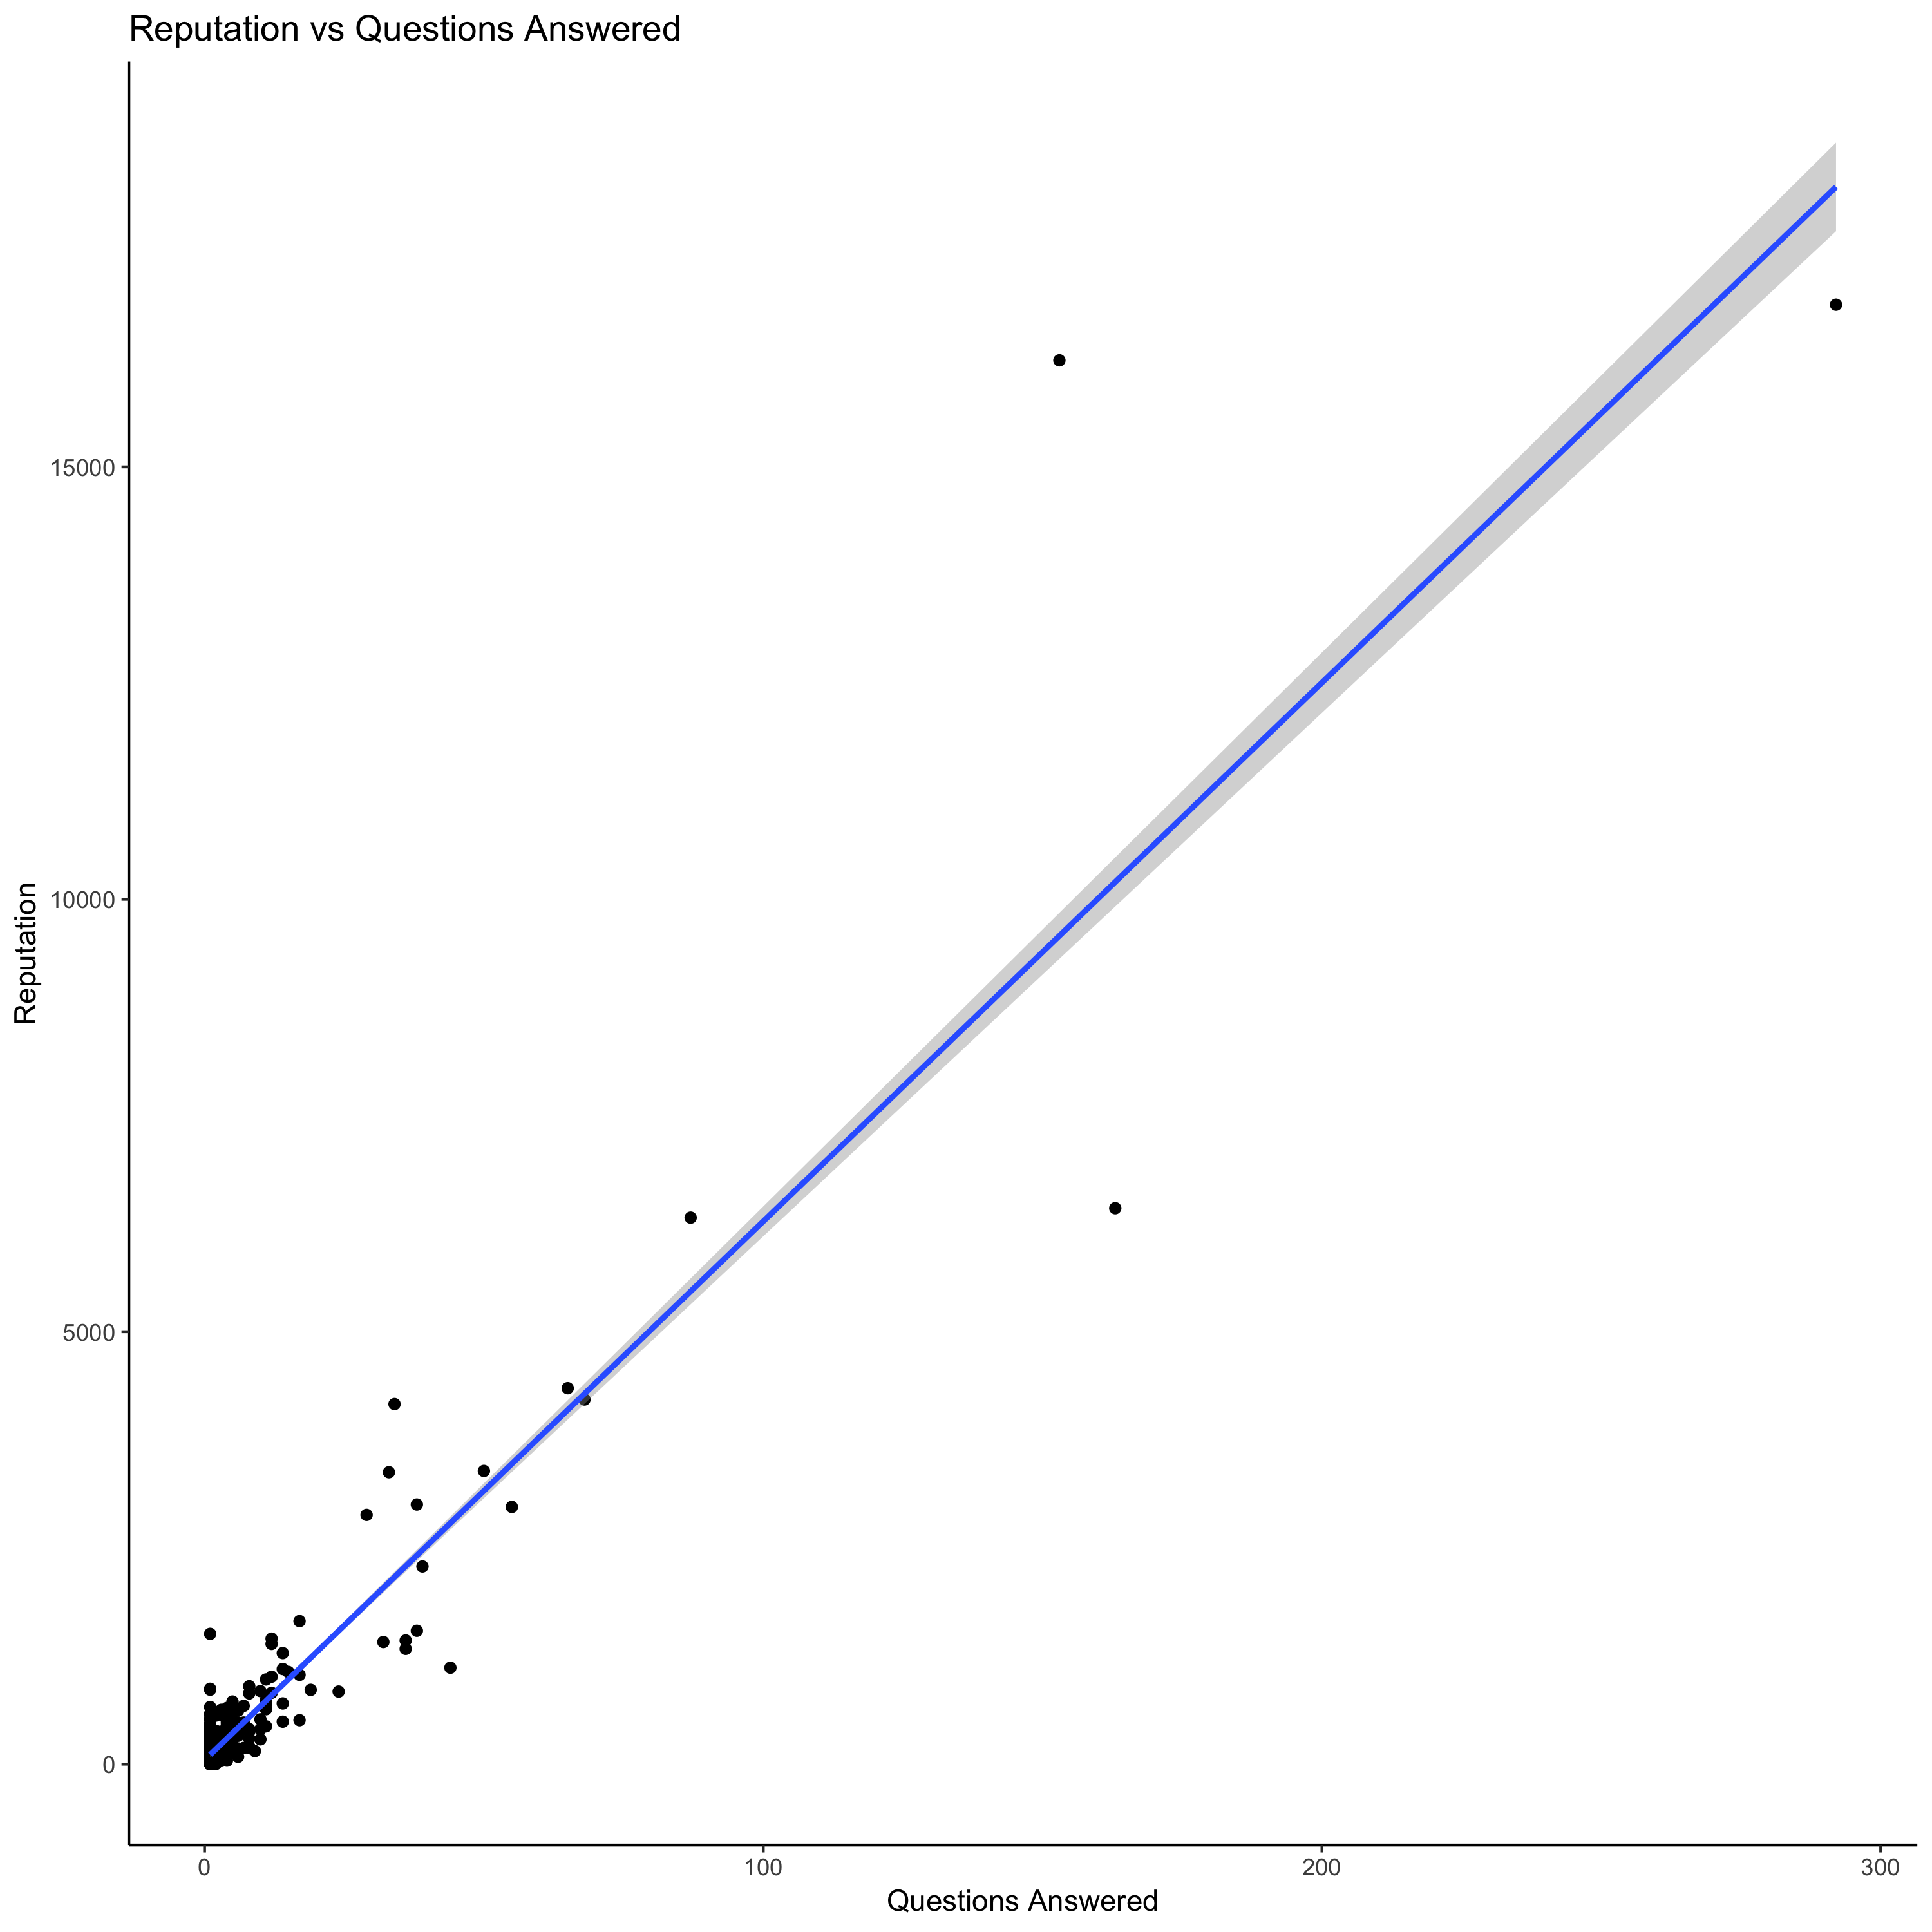 Reputation vs Questions Answered
15000
10000
5000
0
Reputation
0 100 200 300
Questions Answered